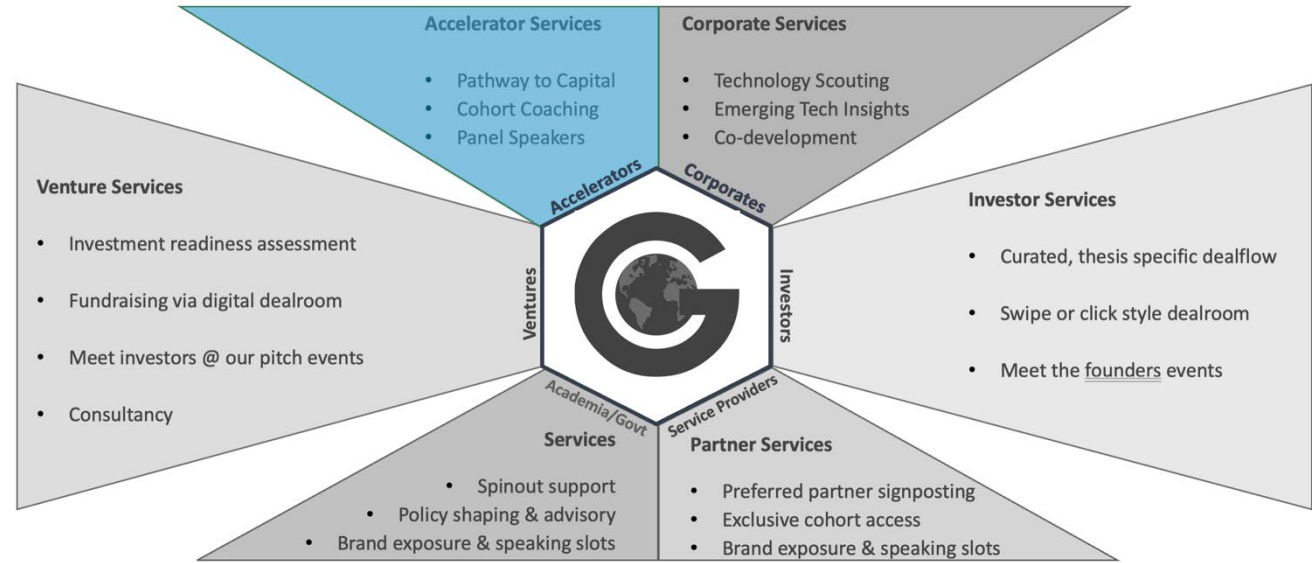 Accelerator Services
• Pathway to Capital
• Cohort Coaching
• Panel Speakers
Corporate Services
• Technology Scouting
• Emerging Tech Insights
• Co-development
Venture Services
• Investment readiness assessment
• Fundraising via digital dealroom
• Meet investors @ our pitch events
• Consultancy
Accelerators
Corporates
Ventures
Investors
Academia/Govt
Service Providers
G
Investor Services
• Curated, thesis specific dealflow
• Swipe or click style dealroom
• Meet the founders events
Services
• Spinout support
• Policy shaping & advisory
• Brand exposure & speaking slots
Partner Services
• Preferred partner signposting
• Exclusive cohort access
• Brand exposure & speaking slots